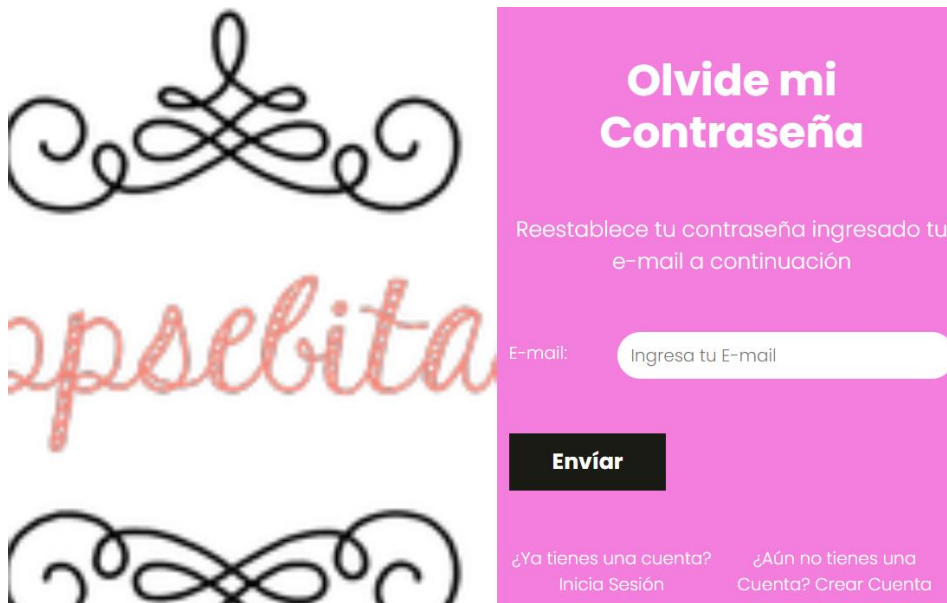 ppsebita
Olvide mi
Contraseña
Reestablece tu contraseña ingresado tu
e-mail a continuación
E-mail:
Ingresa tu E-mail
Envíar
¿Ya tienes una cuenta?
Inicia Sesión
¿Aún no tienes una
Cuenta? Crear Cuenta